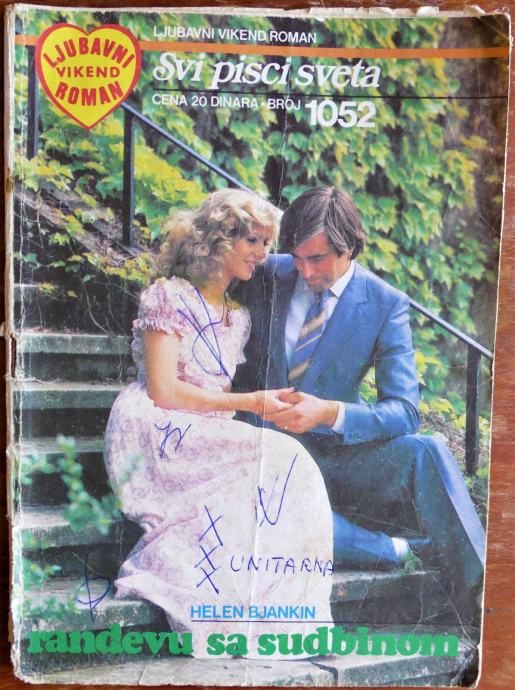 LJUBAVNI
VIKEND
ROMAN
LJUBAVNI VIKEND ROMAN
Svi pisci sveta
CENA 20 DINARA • BROJ 1052
UNITARKA
HELEN BJANKIN
randevu sa sudbinom